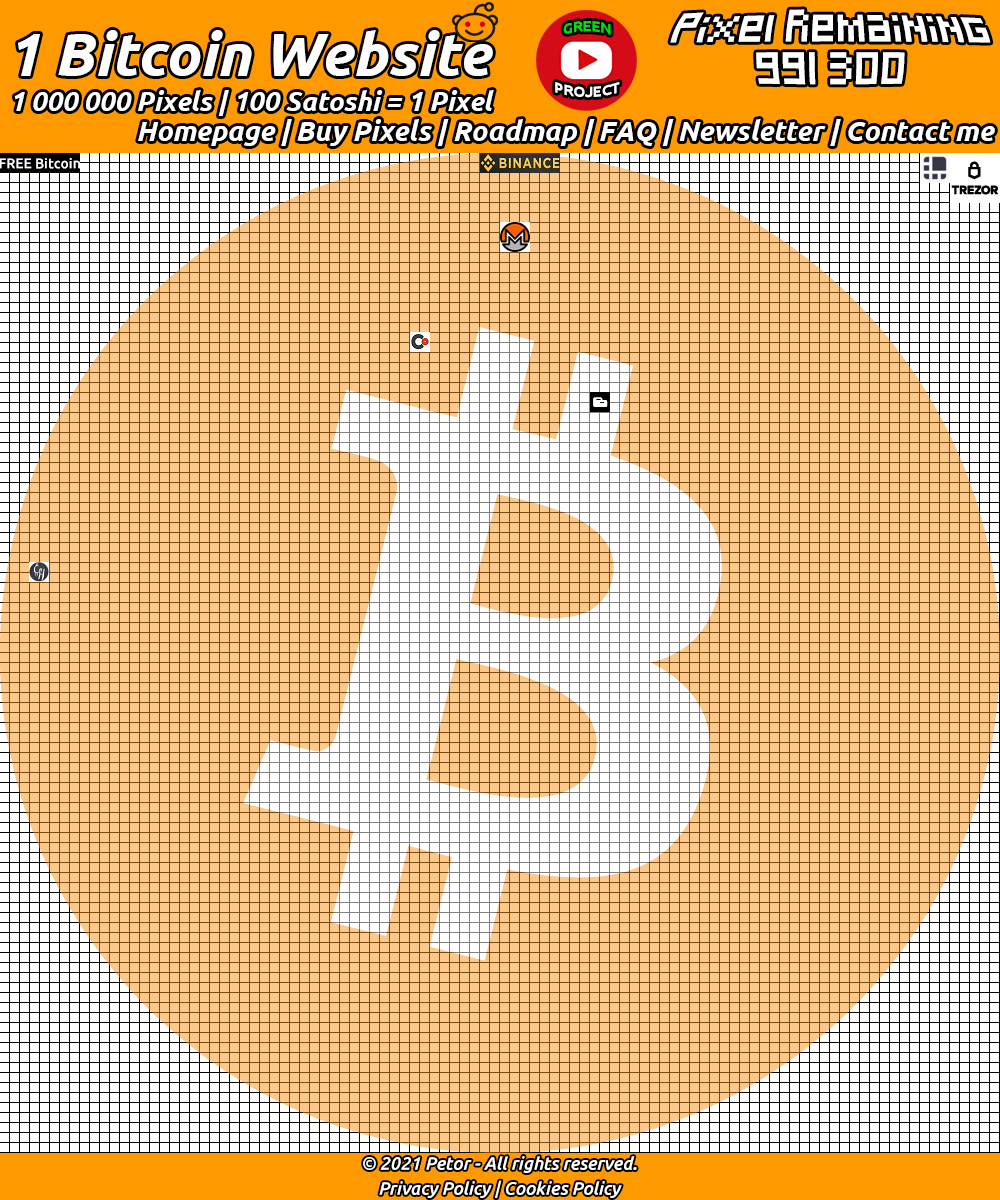 1 Bitcoin Website
1 000 000 Pixels | 100 Satoshi = 1 Pixel
GREEN
PROJECT
Pixel Remaining
991 300
Homepage | Buy Pixels | Roadmap | FAQ | Newsletter | Contact me
FREE Bitcoin
BINANCE
TREZOR
© 2021 Petor - All rights reserved.
Privacy Policy | Cookies Policy